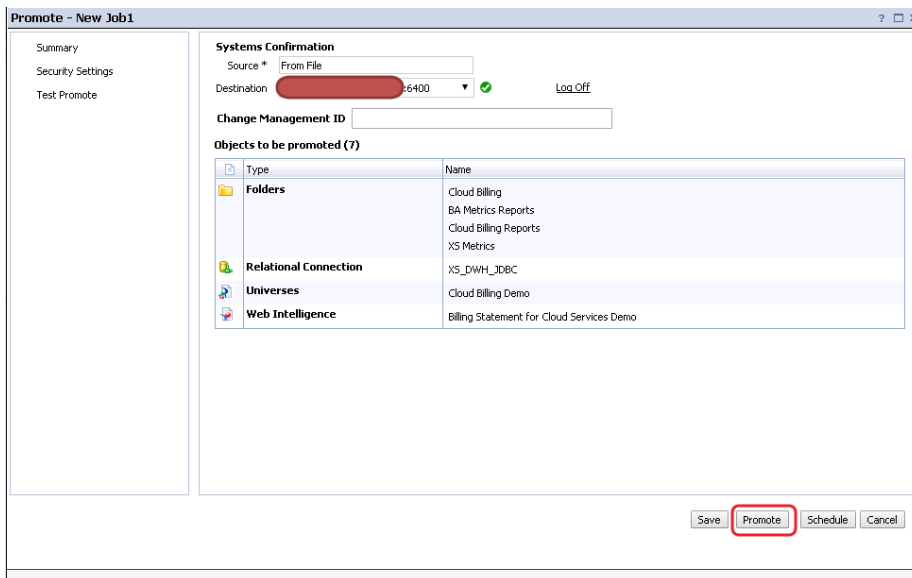 Promote - New Job1
?
Summary
Security Settings
Test Promote
Systems Confirmation
Source * From File
Destination :6400 Log Off
Change Management ID
Objects to be promoted (7)
Type Name
Folders Cloud Billing
BA Metrics Reports
Cloud Billing Reports
XS Metrics
Relational Connection XS_DWH_JDBC
Universes Cloud Billing Demo
Web Intelligence Billing Statement for Cloud Services Demo
Save Promote Schedule Cancel